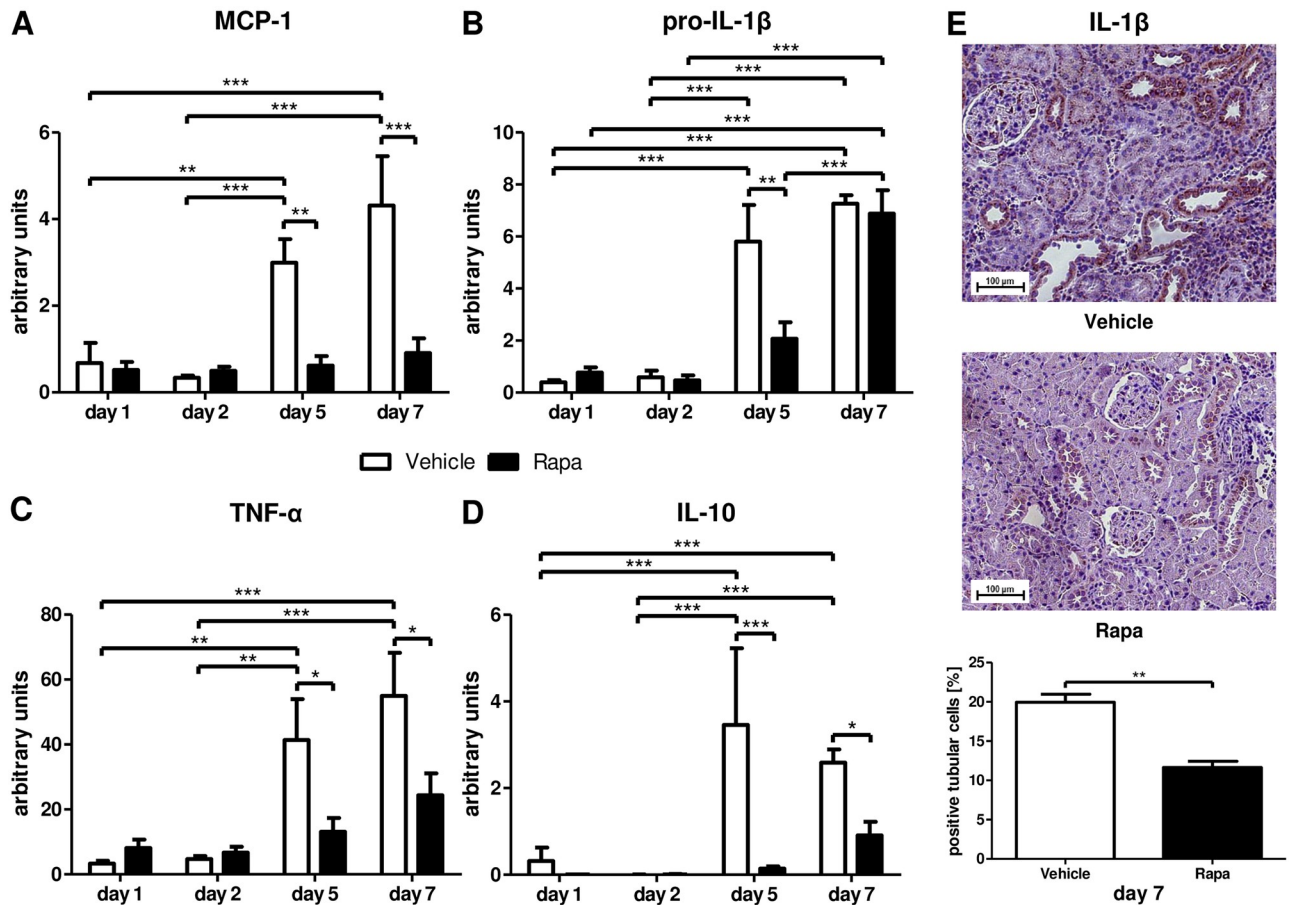 A
MCP-1
***
***
***
**
***
**
6
4
2
0
arbitrary units
day 1
day 2
day 5
day 7
B
pro-IL-1β
***
***
***
***
***
***
***
**
10
8
6
4
2
0
arbitrary units
day 1
day 2
day 5
day 7
Vehicle
Rapa
C
TNF-α
***
***
*
**
**
*
80
60
40
20
0
arbitrary units
day 1
day 2
day 5
day 7
D
IL-10
***
***
***
***
***
*
6
4
2
0
arbitrary units
day 1
day 2
day 5
day 7
E
IL-1β
100 µm
Vehicle
100 µm
Rapa
**
25
20
15
10
5
0
positive tubular cells [%]
Vehicle
Rapa
day 7